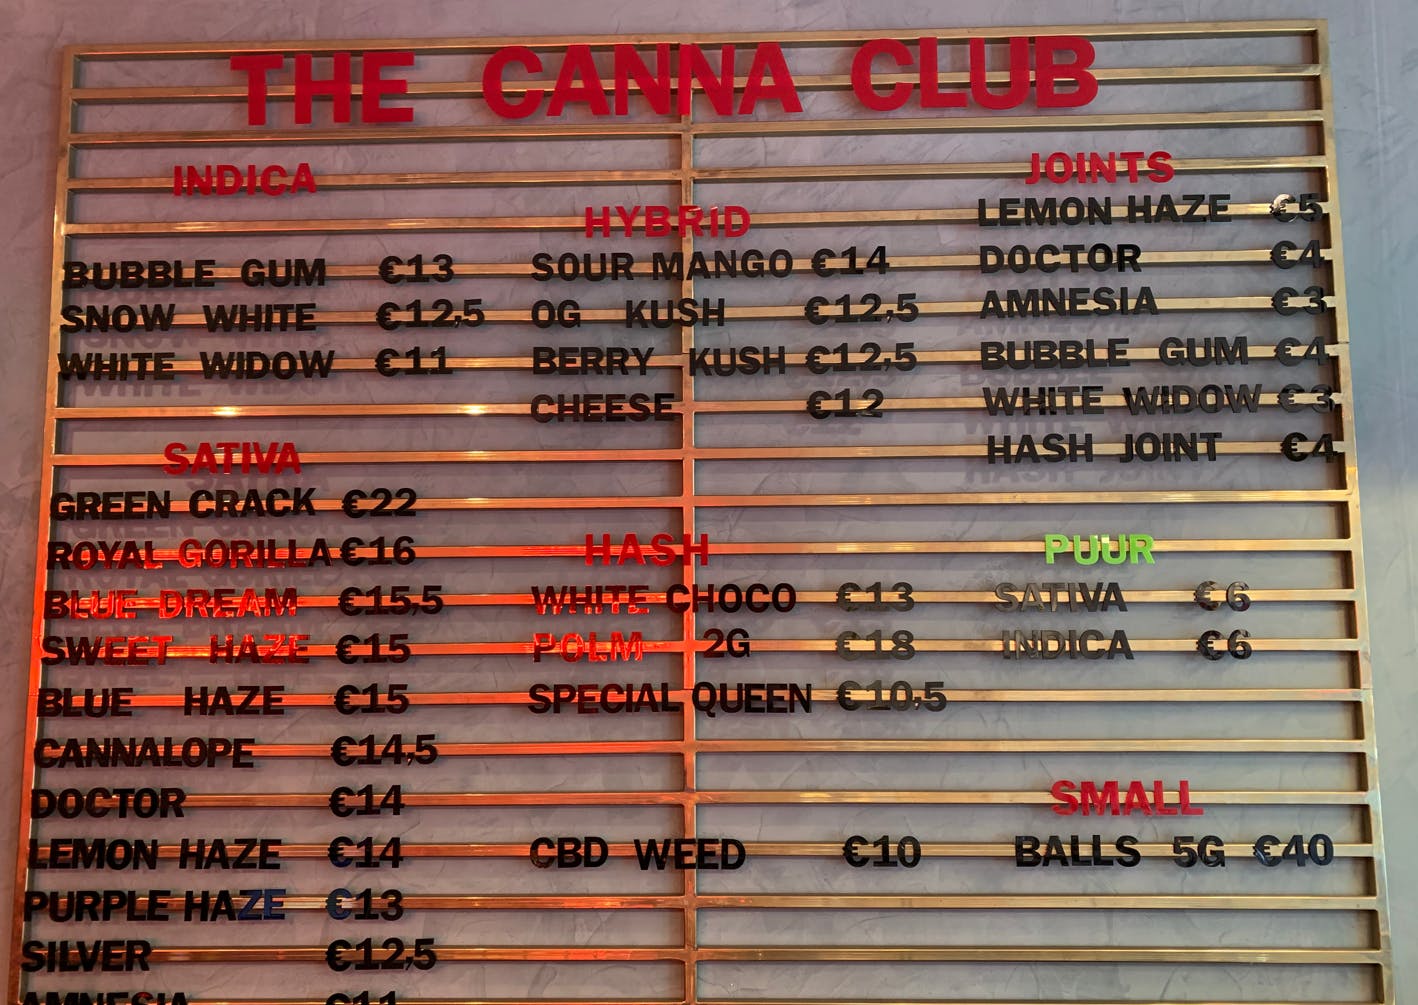 THE CANNA CLUB
INDICA
BUBBLE GUM €13
SNOW WHITE €12,5
WHITE WIDOW €11
SATIVA
GREEN CRACK €22
ROYAL GORILLA €16
BLUE DREAM €15,5
SWEET HAZE €15
BLUE HAZE €15
CANNALOPE €14,5
DOCTOR €14
LEMON HAZE €14
PURPLE HAZE €13
SILVER €12,5
AMNESIA €11
HYBRID
SOUR MANGO €14
OG KUSH €12,5
BERRY KUSH €12,5
CHEESE €12
HASH
WHITE CHOCO €13
POLM 2G €18
SPECIAL QUEEN €10,5
CBD WEED €10
JOINTS
LEMON HAZE €5
DOCTOR €4
AMNESIA €3
BUBBLE GUM €4
WHITE WIDOW €3
HASH JOINT €4
PUUR
SATIVA €6
INDICA €6
SMALL
BALLS 5G €40